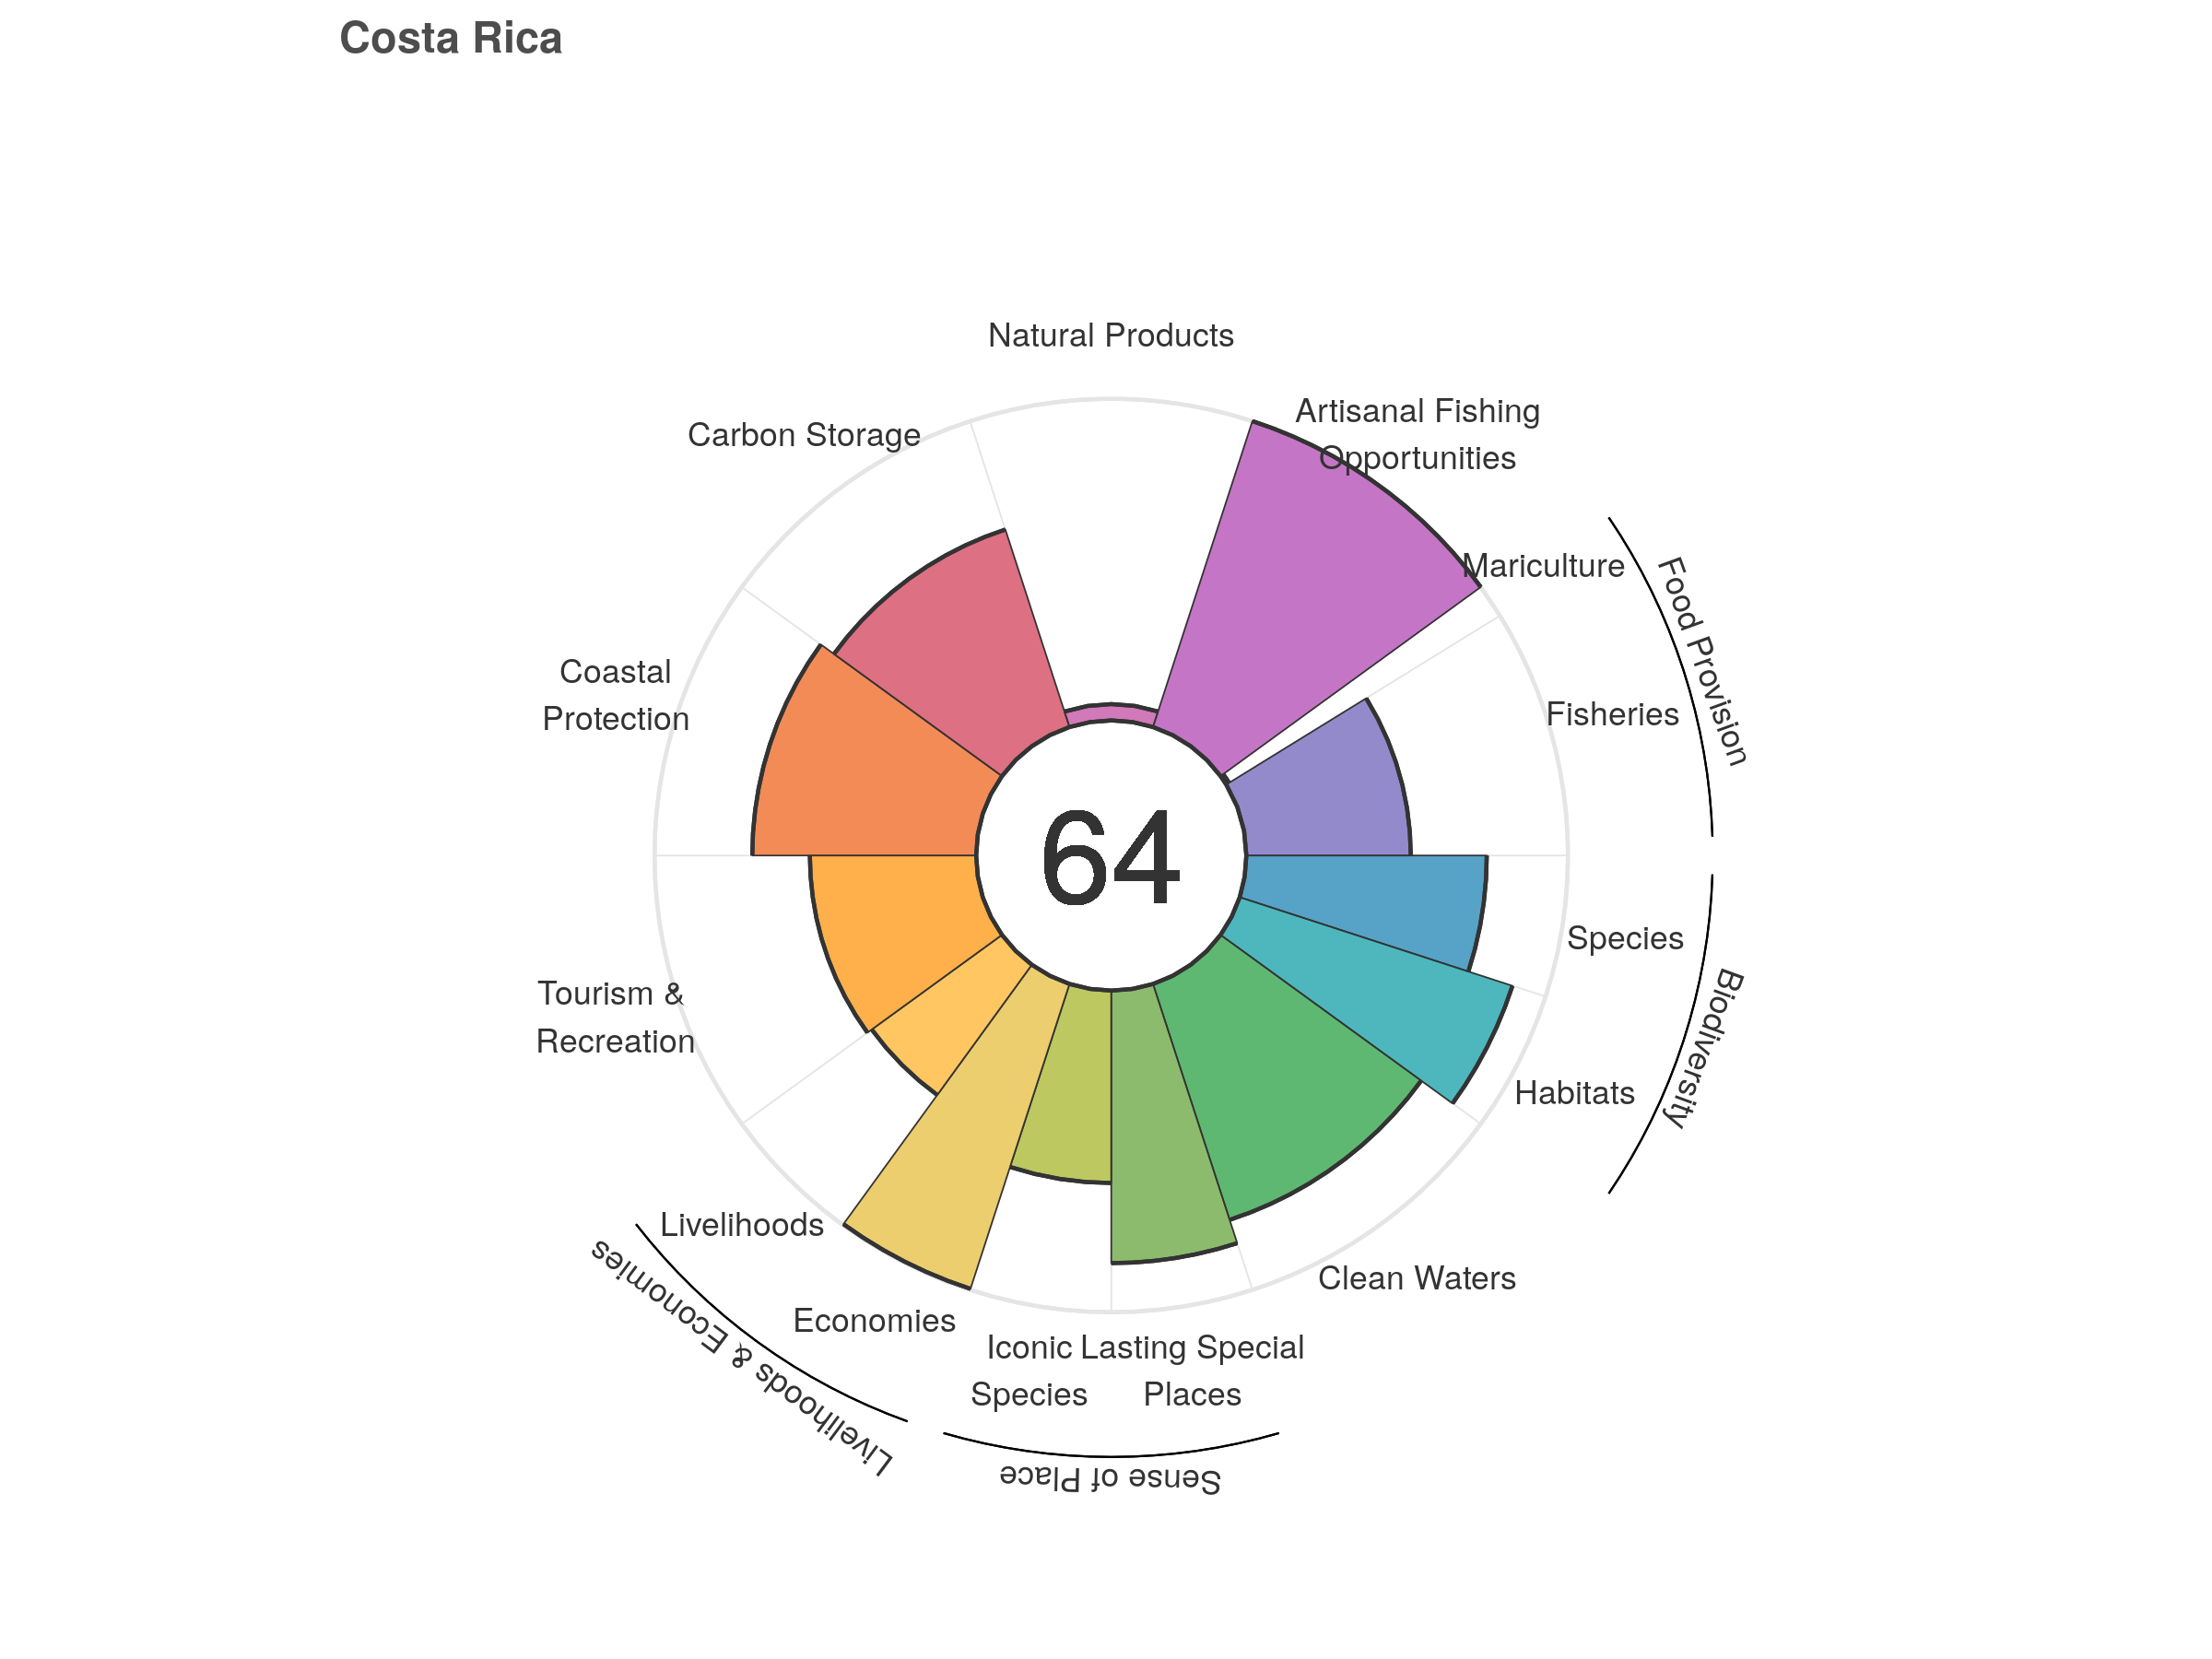 Costa Rica
Natural Products
Artisanal Fishing
Opportunities
Carbon Storage
Mariculture
Food Provision
Coastal
Protection
Fisheries
Species
Biodiversity
Tourism &
Recreation
Habitats
Livelihoods
Livelihoods & Economies
Clean Waters
Economies
Iconic
Species
Lasting Special
Places
Sense of Place
64